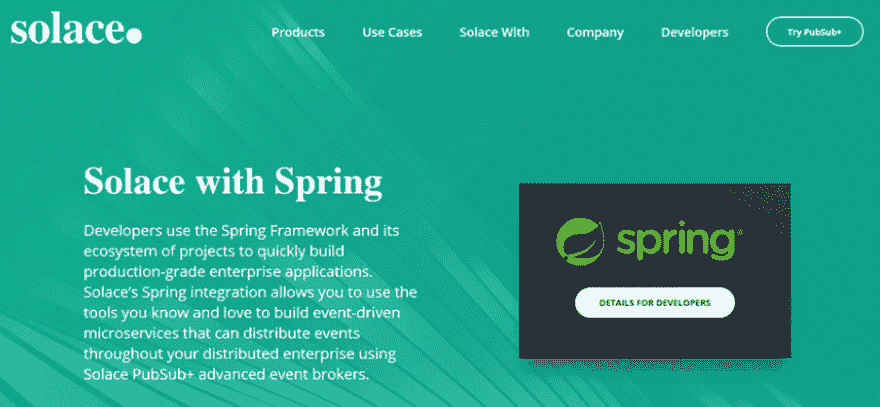 solace.
Products Use Cases Solace With Company Developers Try PubSub+
Solace with Spring
Developers use the Spring Framework and its
ecosystem of projects to quickly build
production-grade enterprise applications.
Solace's Spring integration allows you to use the
tools you know and love to build event-driven
microservices that can distribute events
throughout your distributed enterprise using
Solace PubSub+ advanced event brokers.
spring®
DETAILS FOR DEVELOPERS